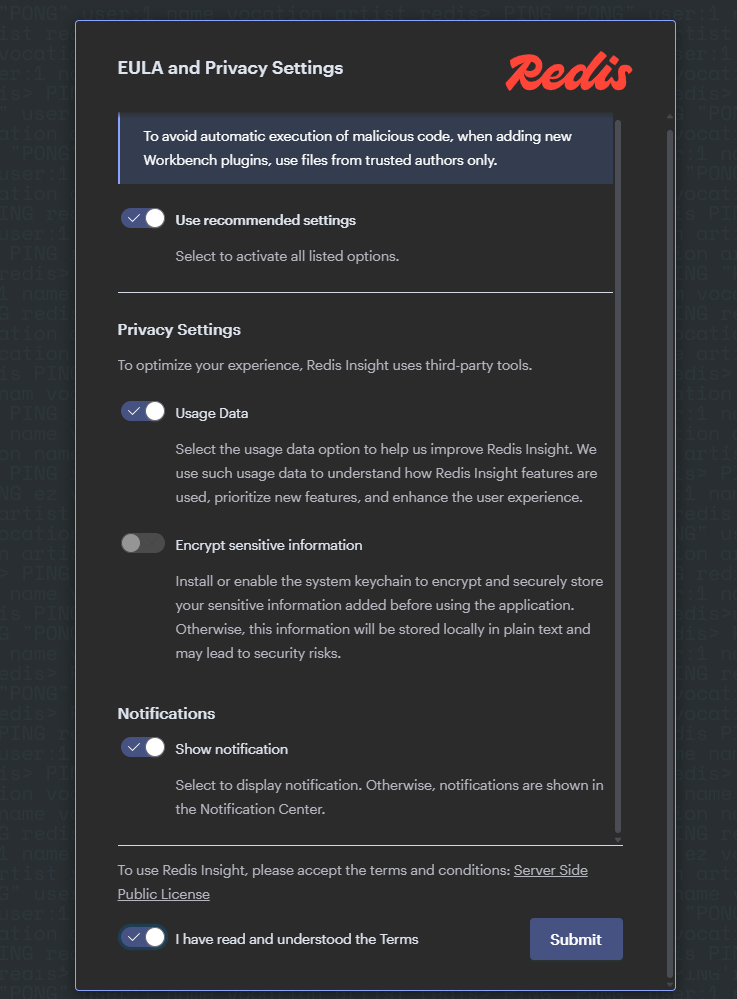 EULA and Privacy Settings
Redis
To avoid automatic execution of malicious code, when adding new
Workbench plugins, use files from trusted authors only.
Use recommended settings
Select to activate all listed options.
Privacy Settings
To optimize your experience, Redis Insight uses third-party tools.
Usage Data
Select the usage data option to help us improve Redis Insight. We
use such usage data to understand how Redis Insight features are
used, prioritize new features, and enhance the user experience.
Encrypt sensitive information
Install or enable the system keychain to encrypt and securely store
your sensitive information added before using the application.
Otherwise, this information will be stored locally in plain text and
may lead to security risks.
Notifications
Show notification
Select to display notification. Otherwise, notifications are shown in
the Notification Center.
To use Redis Insight, please accept the terms and conditions: Server Side
Public License
I have read and understood the Terms
Submit